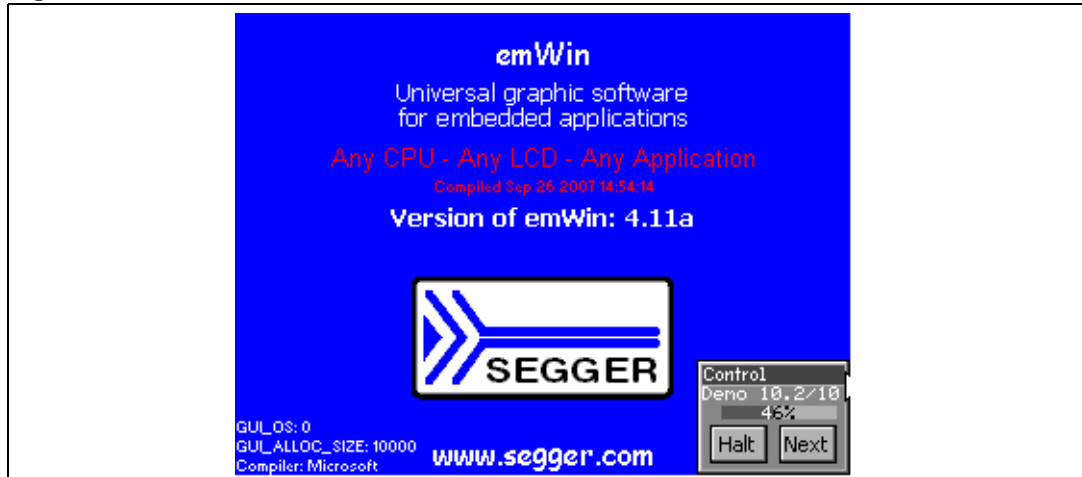 emWin
Universal graphic software
for embedded applications
Any CPU - Any LCD - Any Application
Compiled Sep 26 2007 14:54:14
Version of emWin: 4.11a
SEGGER
Control
Demo 10.2/10
46%
Halt Next
GUI_OS: 0
GUI_ALLOC_SIZE: 10000
Compiler: Microsoft
www.segger.com